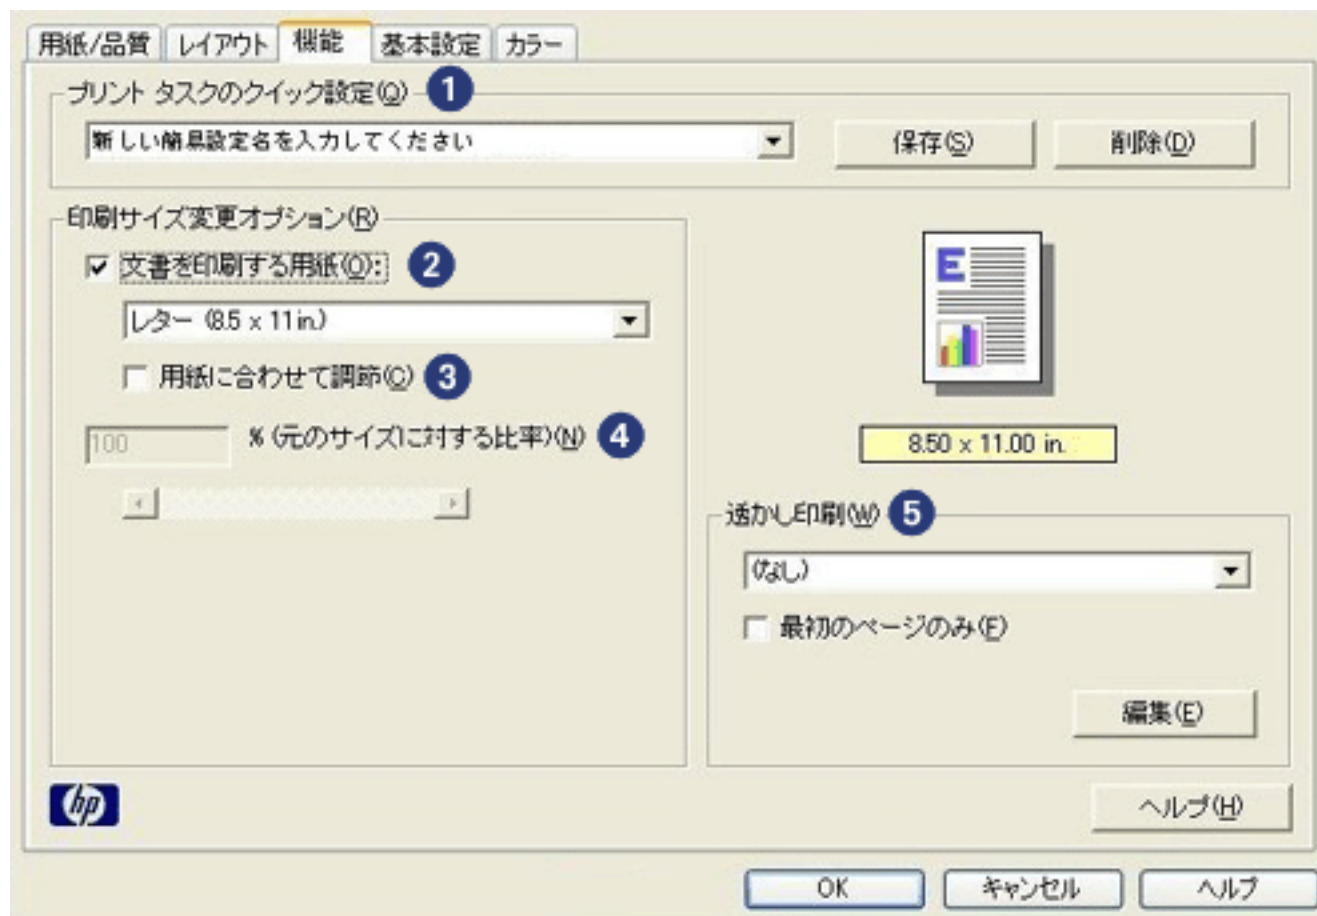 用紙/品質 レイアウト 機能 基本設定 カラー
プリント タスクのクイック設定(Q) 1
新しい簡易設定名を入力してください 保存(S) 削除(D)
印刷サイズ変更オプション(R)
文書を印刷する用紙(O): 2
レター (8.5 x 11 in.)
用紙に合わせて調節(C) 3
100 % (元のサイズに対する比率)(N) 4
E
8.50 x 11.00 in.
透かし印刷(W) 5
(なし)
最初のページのみ(F)
編集(E)
hp
ヘルプ(H)
OK キャンセル ヘルプ